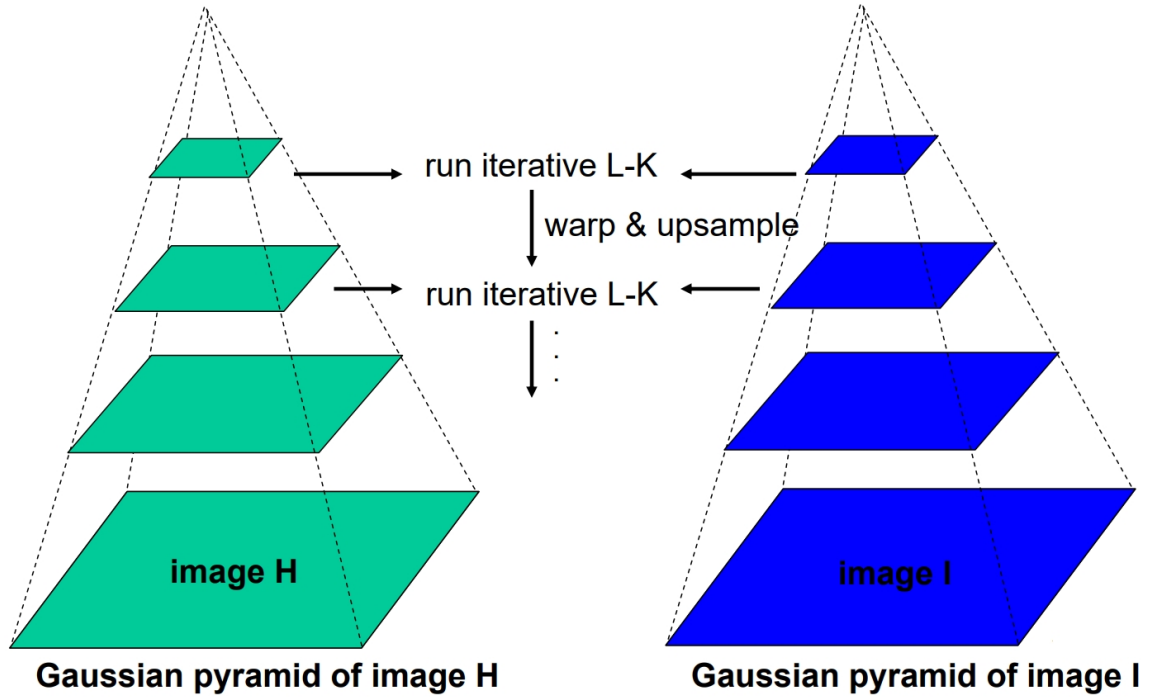 run iterative L-K
warp & upsample
run iterative L-K
.
.
.
image H
image I
Gaussian pyramid of image H
Gaussian pyramid of image I